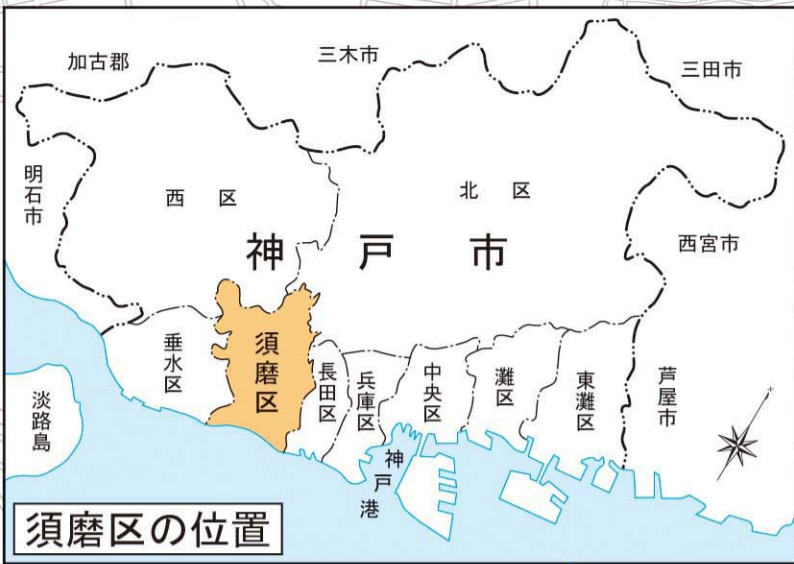 加古郡
三木市
三田市
明石市
西 区
北 区
神 戸 市
西宮市
垂水区
須磨区
長田区
兵庫区
中央区
灘区
東灘区
芦屋市
淡路島
神戸港
須磨区の位置